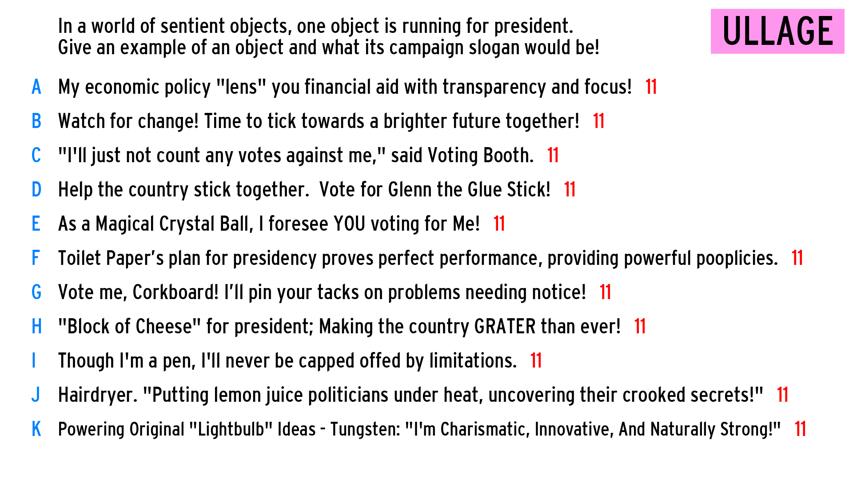 In a world of sentient objects, one object is running for president.
Give an example of an object and what its campaign slogan would be!
ULLAGE
A My economic policy "lens" you financial aid with transparency and focus! 11
B Watch for change! Time to tick towards a brighter future together! 11
C "I'll just not count any votes against me," said Voting Booth. 11
D Help the country stick together.  Vote for Glenn the Glue Stick! 11
E As a Magical Crystal Ball, I foresee YOU voting for Me! 11
F Toilet Paper's plan for presidency proves perfect performance, providing powerful pooplicies. 11
G Vote me, Corkboard! I'll pin your tacks on problems needing notice! 11
H "Block of Cheese" for president; Making the country GRATER than ever! 11
I Though I'm a pen, I'll never be capped offed by limitations. 11
J Hairdryer. "Putting lemon juice politicians under heat, uncovering their crooked secrets!" 11
K Powering Original "Lightbulb" Ideas - Tungsten: "I'm Charismatic, Innovative, And Naturally Strong!" 11